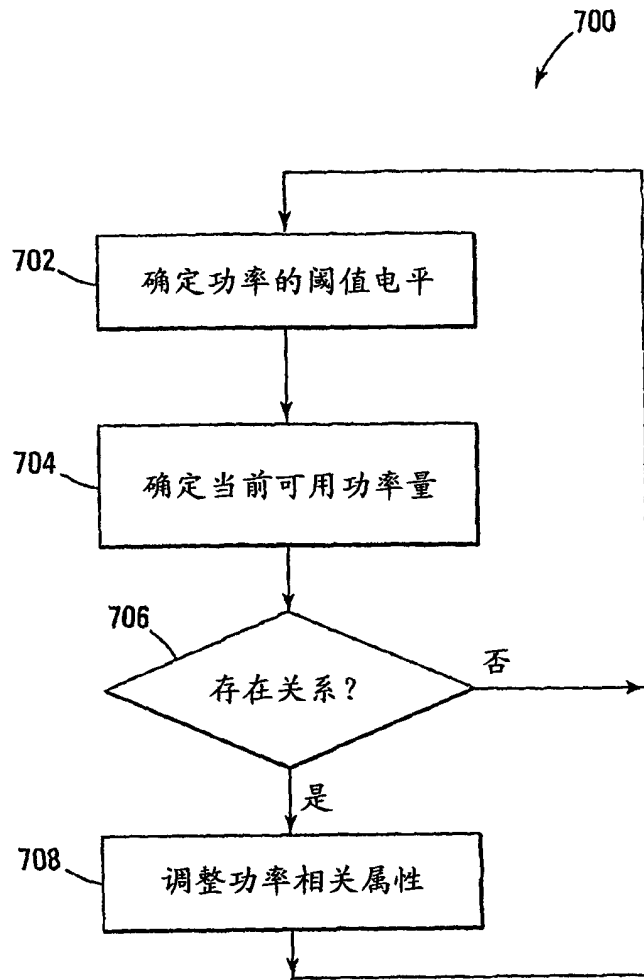 700
702
确定功率的阈值电平
704
确定当前可用功率量
706
存在关系?
否
是
708
调整功率相关属性